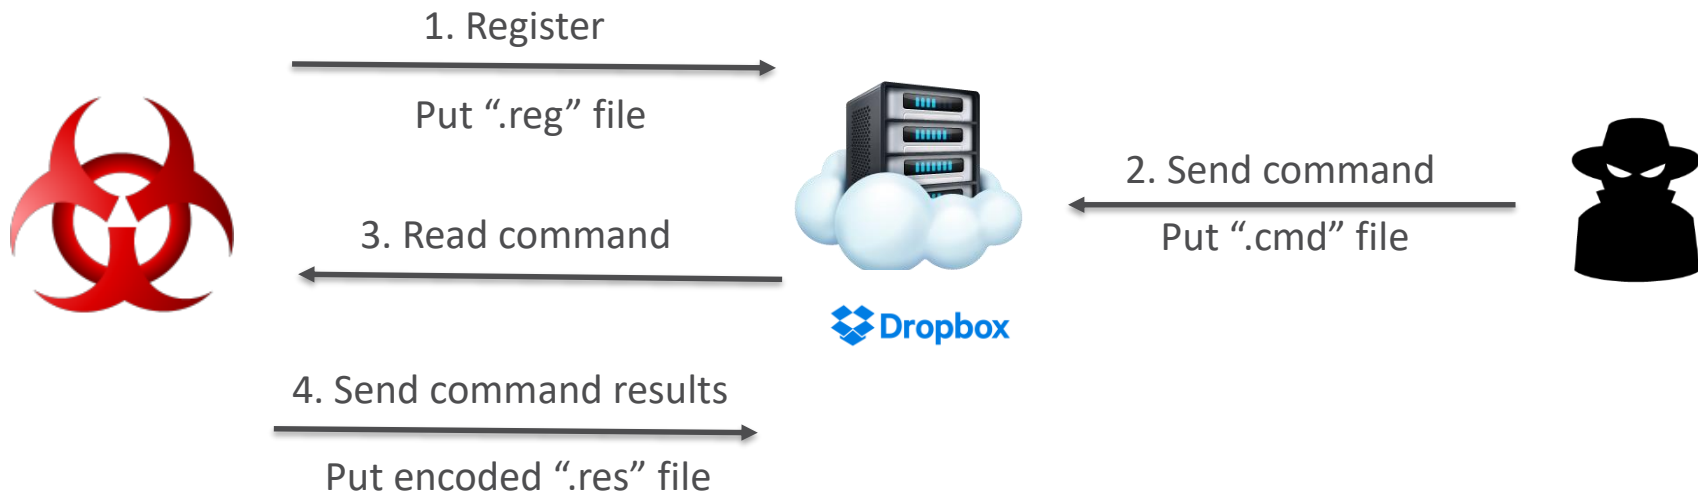 1. Register
Put “.reg” file
2. Send command
Put “.cmd” file
3. Read command
Dropbox
4. Send command results
Put encoded “.res” file